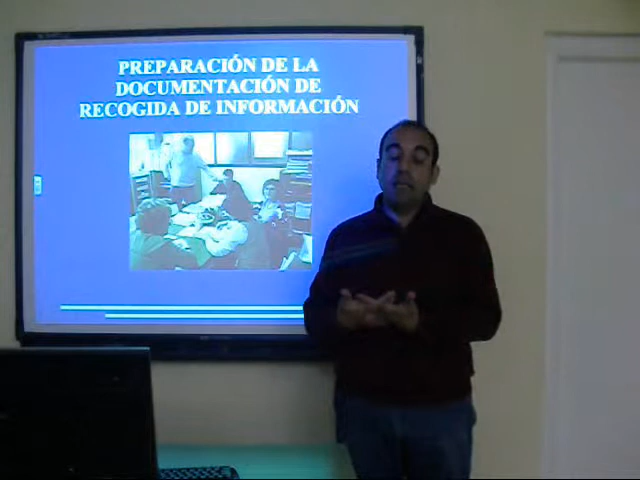 PREPARACIÓN DE LA
DOCUMENTACIÓN DE
RECOGIDA DE INFORMACIÓN